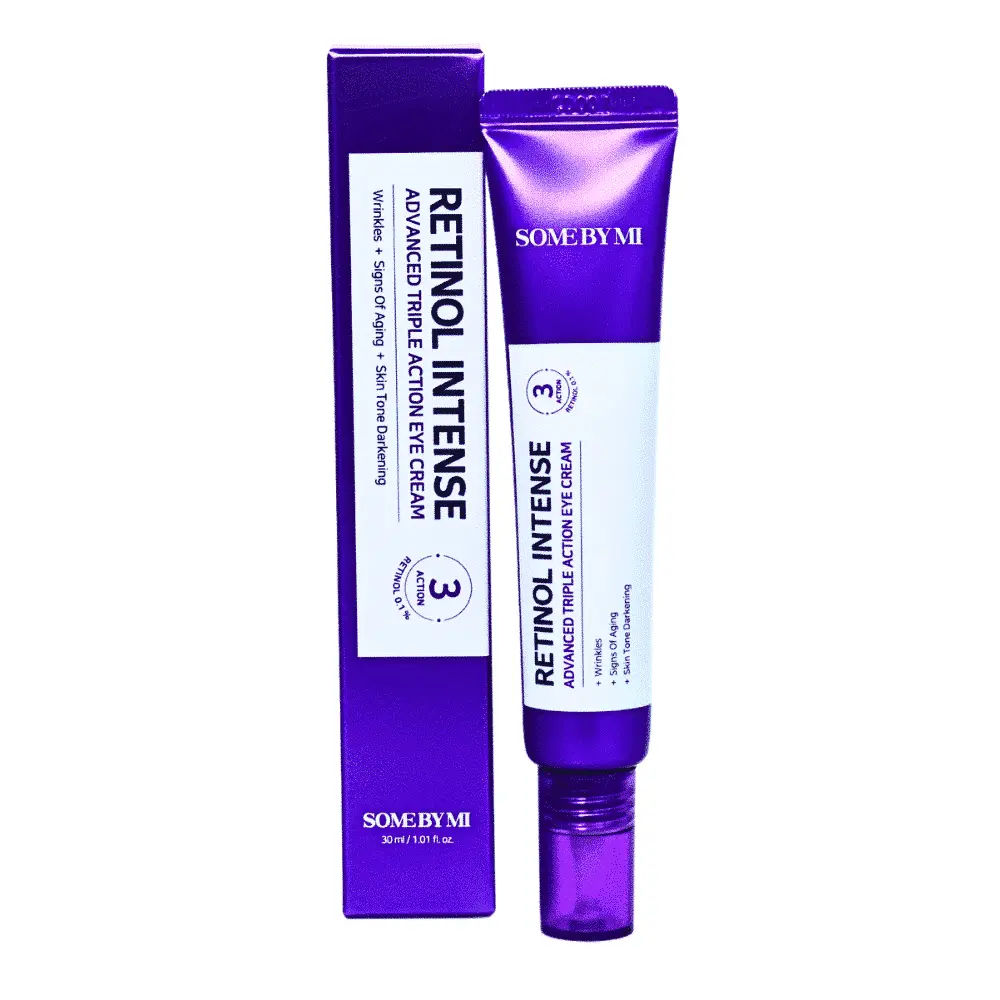 RETINOL INTENSE
ADVANCED TRIPLE ACTION EYE CREAM
Wrinkles + Signs Of Aging + Skin Tone Darkening
3
ACTION
RETINOL 0.1%
SOME BY MI
30 ml / 1.01 fl. oz.
SOME BY MI
3
ACTION
RETINOL 0.1%
RETINOL INTENSE
ADVANCED TRIPLE ACTION EYE CREAM
+ Wrinkles
+ Signs Of Aging
+ Skin Tone Darkening